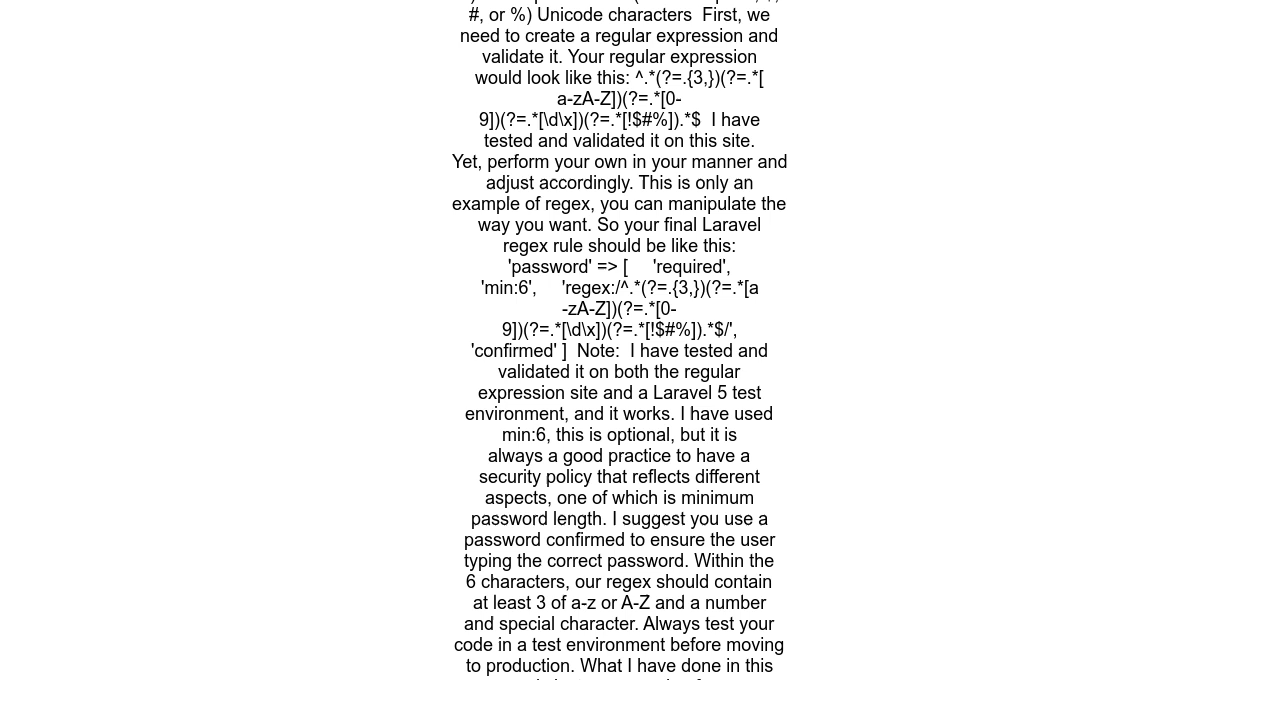 #, or %) Unicode characters  First, we
need to create a regular expression and
validate it. Your regular expression
would look like this: ^.*(?=.{3,})(?=.*[
a-zA-Z])(?=.*[0-
9])(?=.*[\d\x])(?=.*[!$#%]).*$  I have
tested and validated it on this site.
Yet, perform your own in your manner and
adjust accordingly. This is only an
example of regex, you can manipulate the
way you want. So your final Laravel
regex rule should be like this:
'password' => [     'required',
'min:6',     'regex:/^.*(?=.{3,})(?=.*[a
-zA-Z])(?=.*[0-
9])(?=.*[\d\x])(?=.*[!$#%]).*$/',
'confirmed' ]  Note:  I have tested and
validated it on both the regular
expression site and a Laravel 5 test
environment, and it works. I have used
min:6, this is optional, but it is
always a good practice to have a
security policy that reflects different
aspects, one of which is minimum
password length. I suggest you use a
password confirmed to ensure the user
typing the correct password. Within the
6 characters, our regex should contain
at least 3 of a-z or A-Z and a number
and special character. Always test your
code in a test environment before moving
to production. What I have done in this